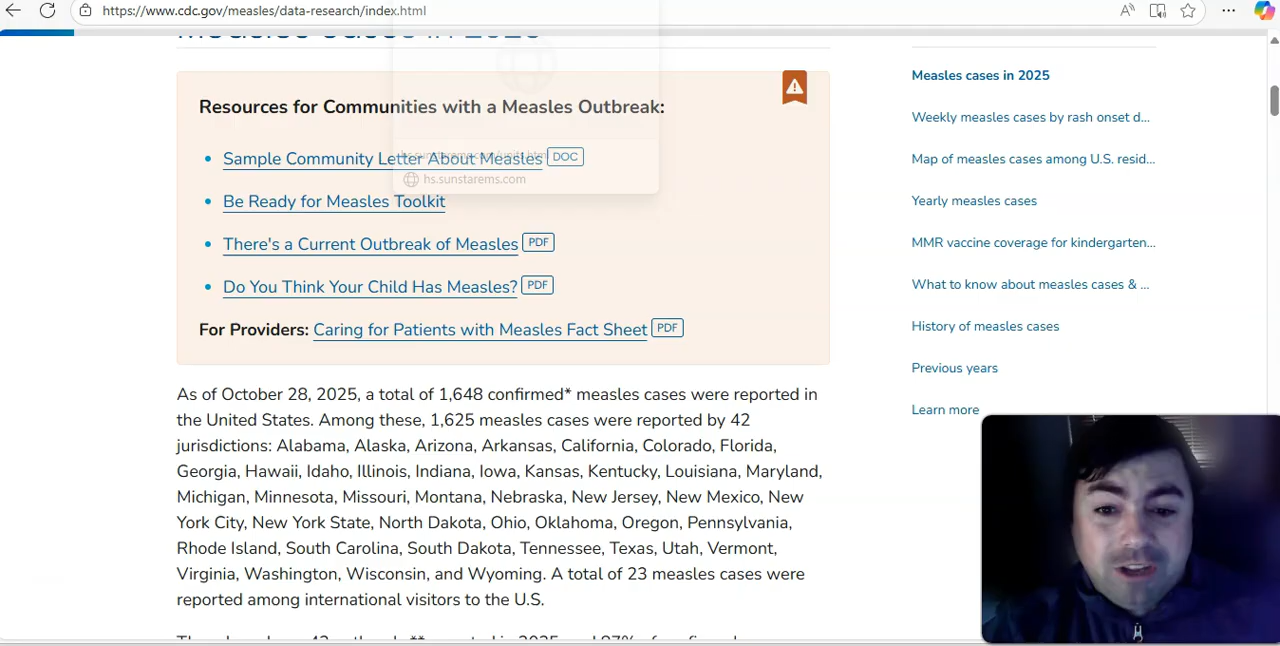 https://www.cdc.gov/measles/data-research/index.html
Measles cases in 2025
Resources for Communities with a Measles Outbreak:
Sample Community Letter About Measles DOC
hs.sunstarems.com
Be Ready for Measles Toolkit
There's a Current Outbreak of Measles PDF
Do You Think Your Child Has Measles? PDF
For Providers: Caring for Patients with Measles Fact Sheet PDF
As of October 28, 2025, a total of 1,648 confirmed* measles cases were reported in
the United States. Among these, 1,625 measles cases were reported by 42
jurisdictions: Alabama, Alaska, Arizona, Arkansas, California, Colorado, Florida,
Georgia, Hawaii, Idaho, Illinois, Indiana, Iowa, Kansas, Kentucky, Louisiana, Maryland,
Michigan, Minnesota, Missouri, Montana, Nebraska, New Jersey, New Mexico, New
York City, New York State, North Dakota, Ohio, Oklahoma, Oregon, Pennsylvania,
Rhode Island, South Carolina, South Dakota, Tennessee, Texas, Utah, Vermont,
Virginia, Washington, Wisconsin, and Wyoming. A total of 23 measles cases were
reported among international visitors to the U.S.
Measles cases in 2025
Weekly measles cases by rash onset d...
Map of measles cases among U.S. resid...
Yearly measles cases
MMR vaccine coverage for kindergarten...
What to know about measles cases & ...
History of measles cases
Previous years
Learn more